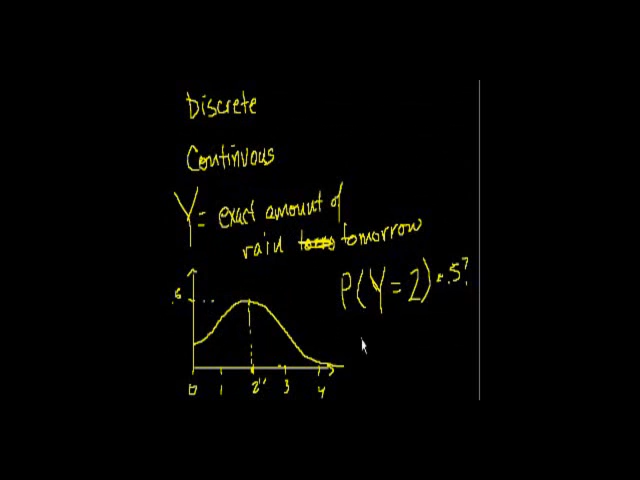 Discrete
Continuous
Y = exact amount of
rain tomorrow
P(Y = 2) = .5?
.5
0 1 2" 3 4